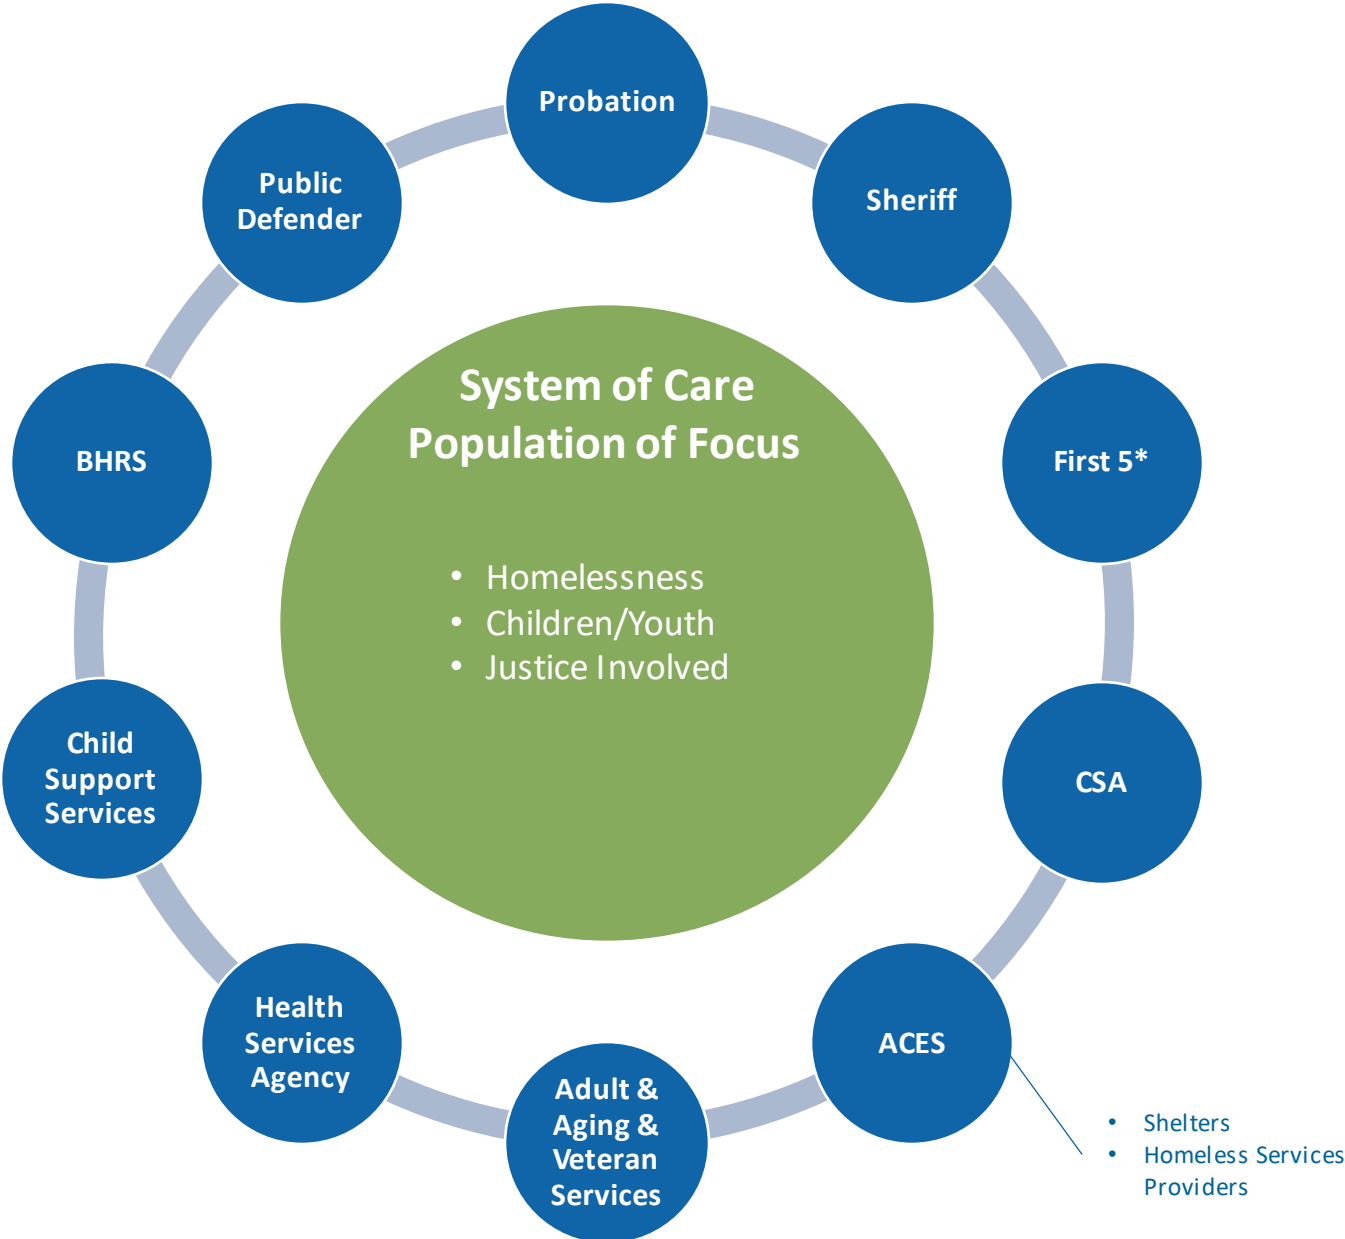 Probation
Public
Defender
Sheriff
System of Care
Population of Focus
BHRS
First 5*
• Homelessness
• Children/Youth
• Justice Involved
Child
Support
Services
CSA
Health
Services
Agency
ACES
Adult &
Aging &
Veteran
Services
• Shelters
• Homeless Services
Providers